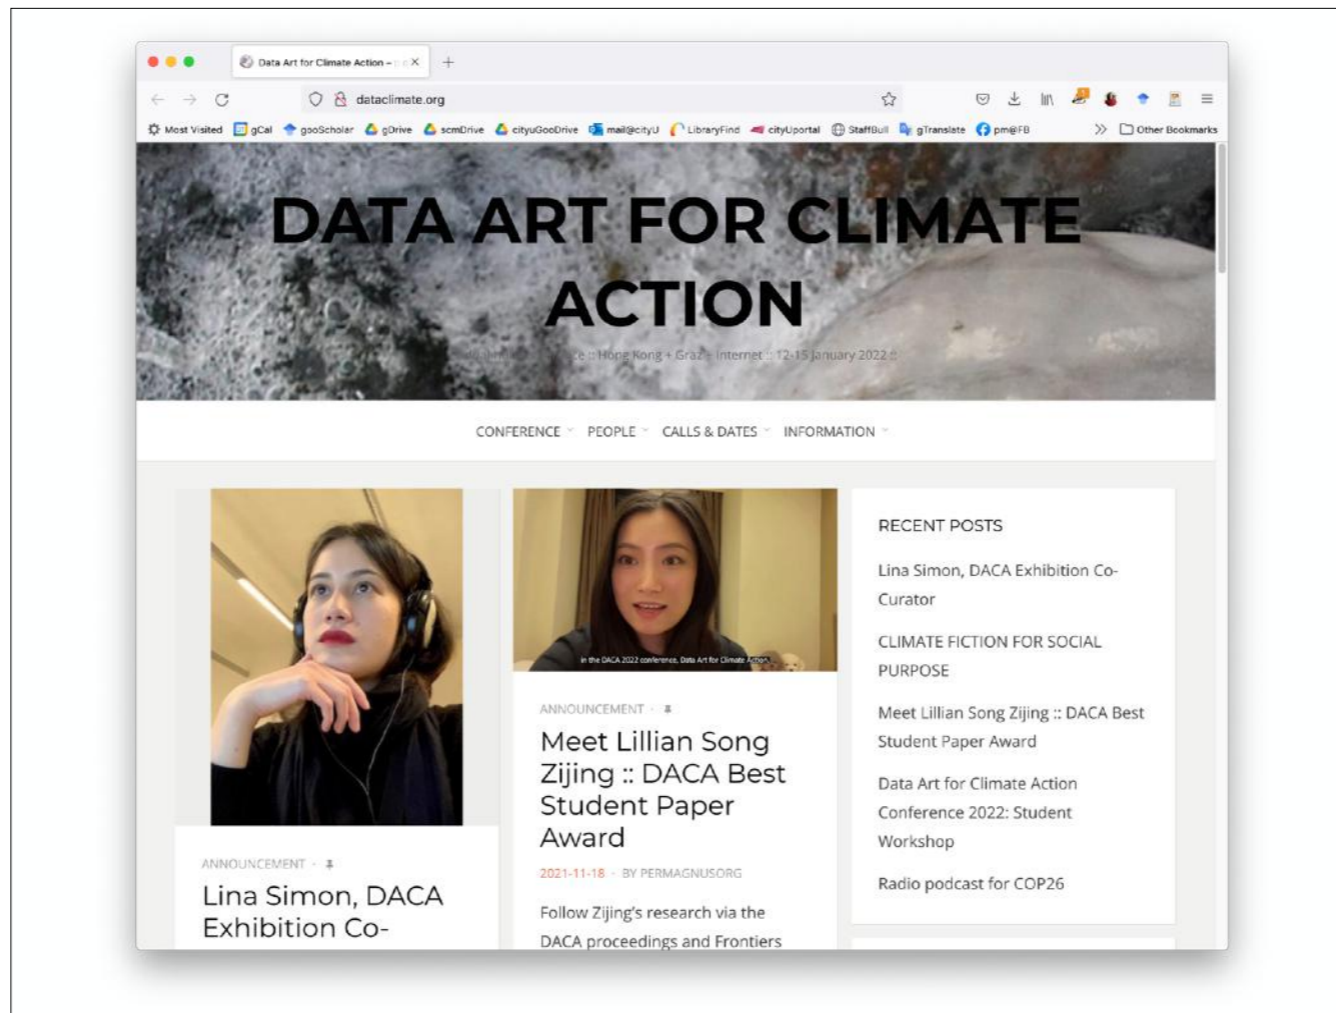 Data Art for Climate Action –
dataclimate.org
Most Visited gCal gooScholar gDrive scmDrive cityuGooDrive mail@cityU LibraryFind cityUportal StaffBull gTranslate pm@FB Other Bookmarks
DATA ART FOR CLIMATE
ACTION
:: Hong Kong + Graz + Internet :: 12-15 January 2022 ::
CONFERENCE PEOPLE CALLS & DATES INFORMATION
in the DACA 2022 conference, Data Art for Climate Action,
ANNOUNCEMENT ·
Lina Simon, DACA
Exhibition Co-
ANNOUNCEMENT ·
Meet Lillian Song
Zijing :: DACA Best
Student Paper
Award
2021-11-18 · BY PERMAGNUSORG
Follow Zijing's research via the
DACA proceedings and Frontiers
RECENT POSTS
Lina Simon, DACA Exhibition Co-
Curator
CLIMATE FICTION FOR SOCIAL
PURPOSE
Meet Lillian Song Zijing :: DACA Best
Student Paper Award
Data Art for Climate Action
Conference 2022: Student
Workshop
Radio podcast for COP26